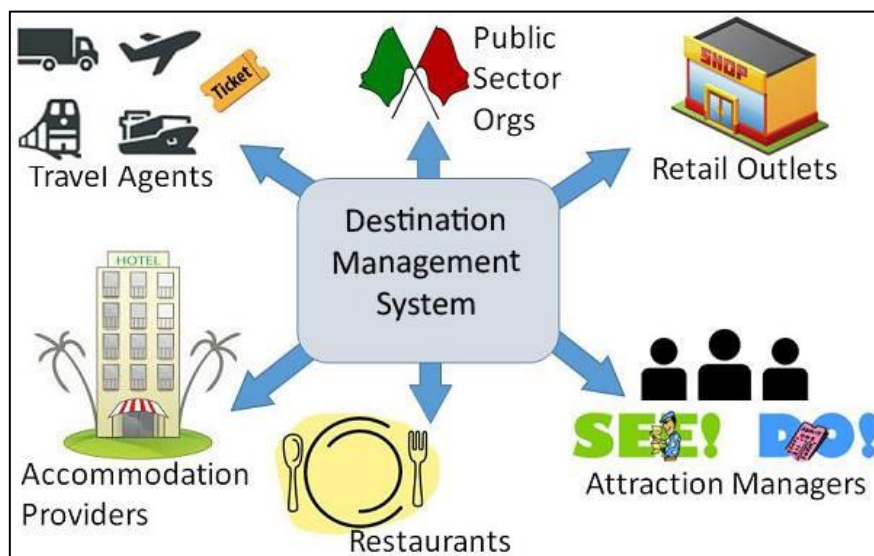 Ticket
Travel Agents
Public
Sector
Orgs
SHOP
Retail Outlets
Destination
Management
System
HOTEL
Accommodation
Providers
Restaurants
SEE! DO!
Attraction Managers